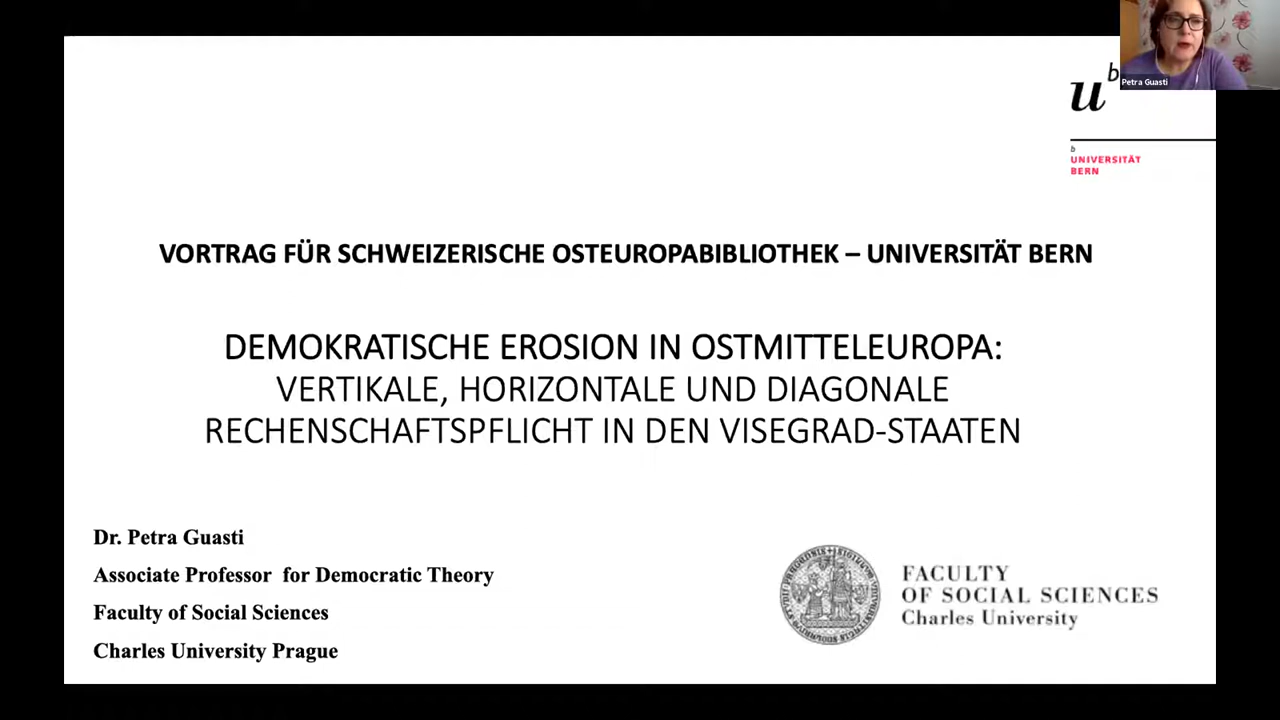 Petra Guasti
u
b
UNIVERSITÄT
BERN
VORTRAG FÜR SCHWEIZERISCHE OSTEUROPABIBLIOTHEK – UNIVERSITÄT BERN
DEMOKRATISCHE EROSION IN OSTMITTELEUROPA:
VERTIKALE, HORIZONTALE UND DIAGONALE
RECHENSCHAFTSPFLICHT IN DEN VISEGRAD-STAATEN
Dr. Petra Guasti
Associate Professor for Democratic Theory
Faculty of Social Sciences
Charles University Prague
FACULTY
OF SOCIAL SCIENCES
Charles University